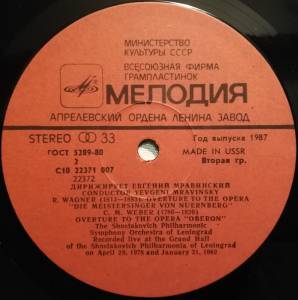 МИНИСТЕРСТВО
КУЛЬТУРЫ СССР
ВСЕСОЮЗНАЯ ФИРМА
ГРАМПЛАСТИНОК
МЕЛОДИЯ
АПРЕЛЕВСКИЙ ОРДЕНА ЛЕНИНА ЗАВОД
STEREO 33
Год выпуска 1987
ГОСТ 5289-80
MADE IN USSR
2
Вторая гр.
С10 22371 007
22372
ДИРИЖИРУЕТ ЕВГЕНИЙ МРАВИНСКИЙ
CONDUCTOR YEVGENI MRAVINSKY
R. WAGNER (1813—1883) OVERTURE TO THE OPERA
"DIE MEISTERSINGER VON NUERNBERG"
C. M. WEBER (1786—1826)
OVERTURE TO THE OPERA "OBERON"
The Shostakovich Philharmonic
Symphony Orchestra of Leningrad
Recorded live at the Grand Hall
of the Shostakovich Philharmonic of Leningrad
on April 29, 1978 and January 31, 1982